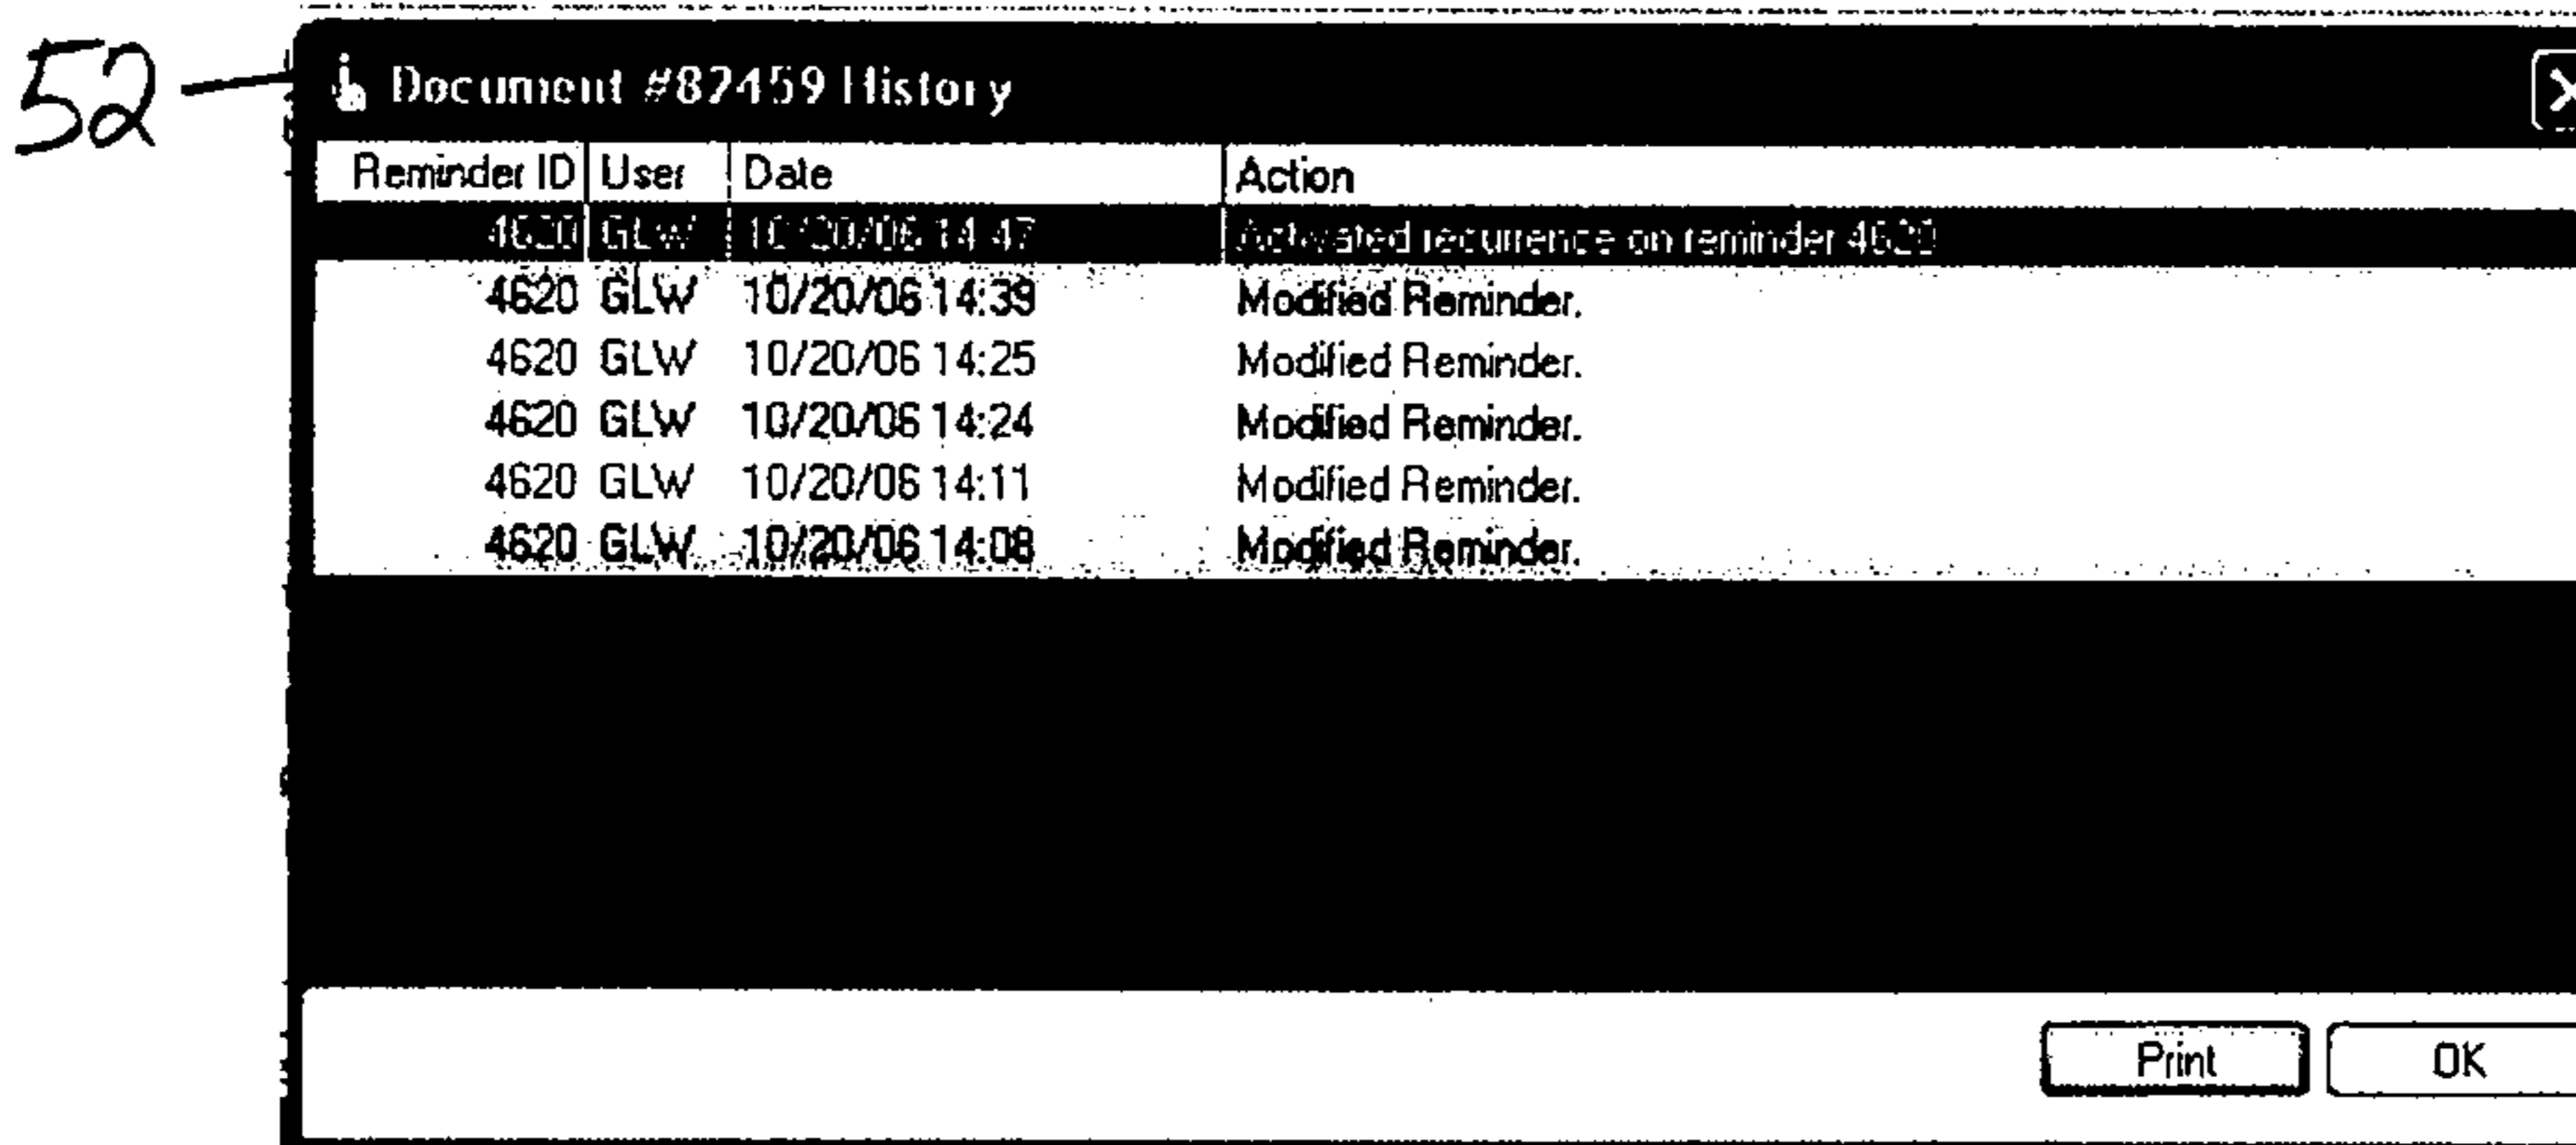 52
Document #87459 History
Reminder ID User Date Action
4620 GLW 10/20/06 14:47 Activated recurrence on reminder 4620
4620 GLW 10/20/06 14:39 Modified Reminder.
4620 GLW 10/20/06 14:25 Modified Reminder.
4620 GLW 10/20/06 14:24 Modified Reminder.
4620 GLW 10/20/06 14:11 Modified Reminder.
4620 GLW 10/20/06 14:08 Modified Reminder.
Print OK